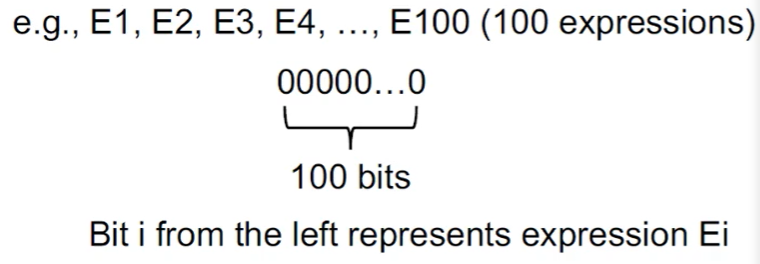 e.g., E1, E2, E3, E4, ..., E100 (100 expressions)
00000...0
100 bits
Bit i from the left represents expression Ei